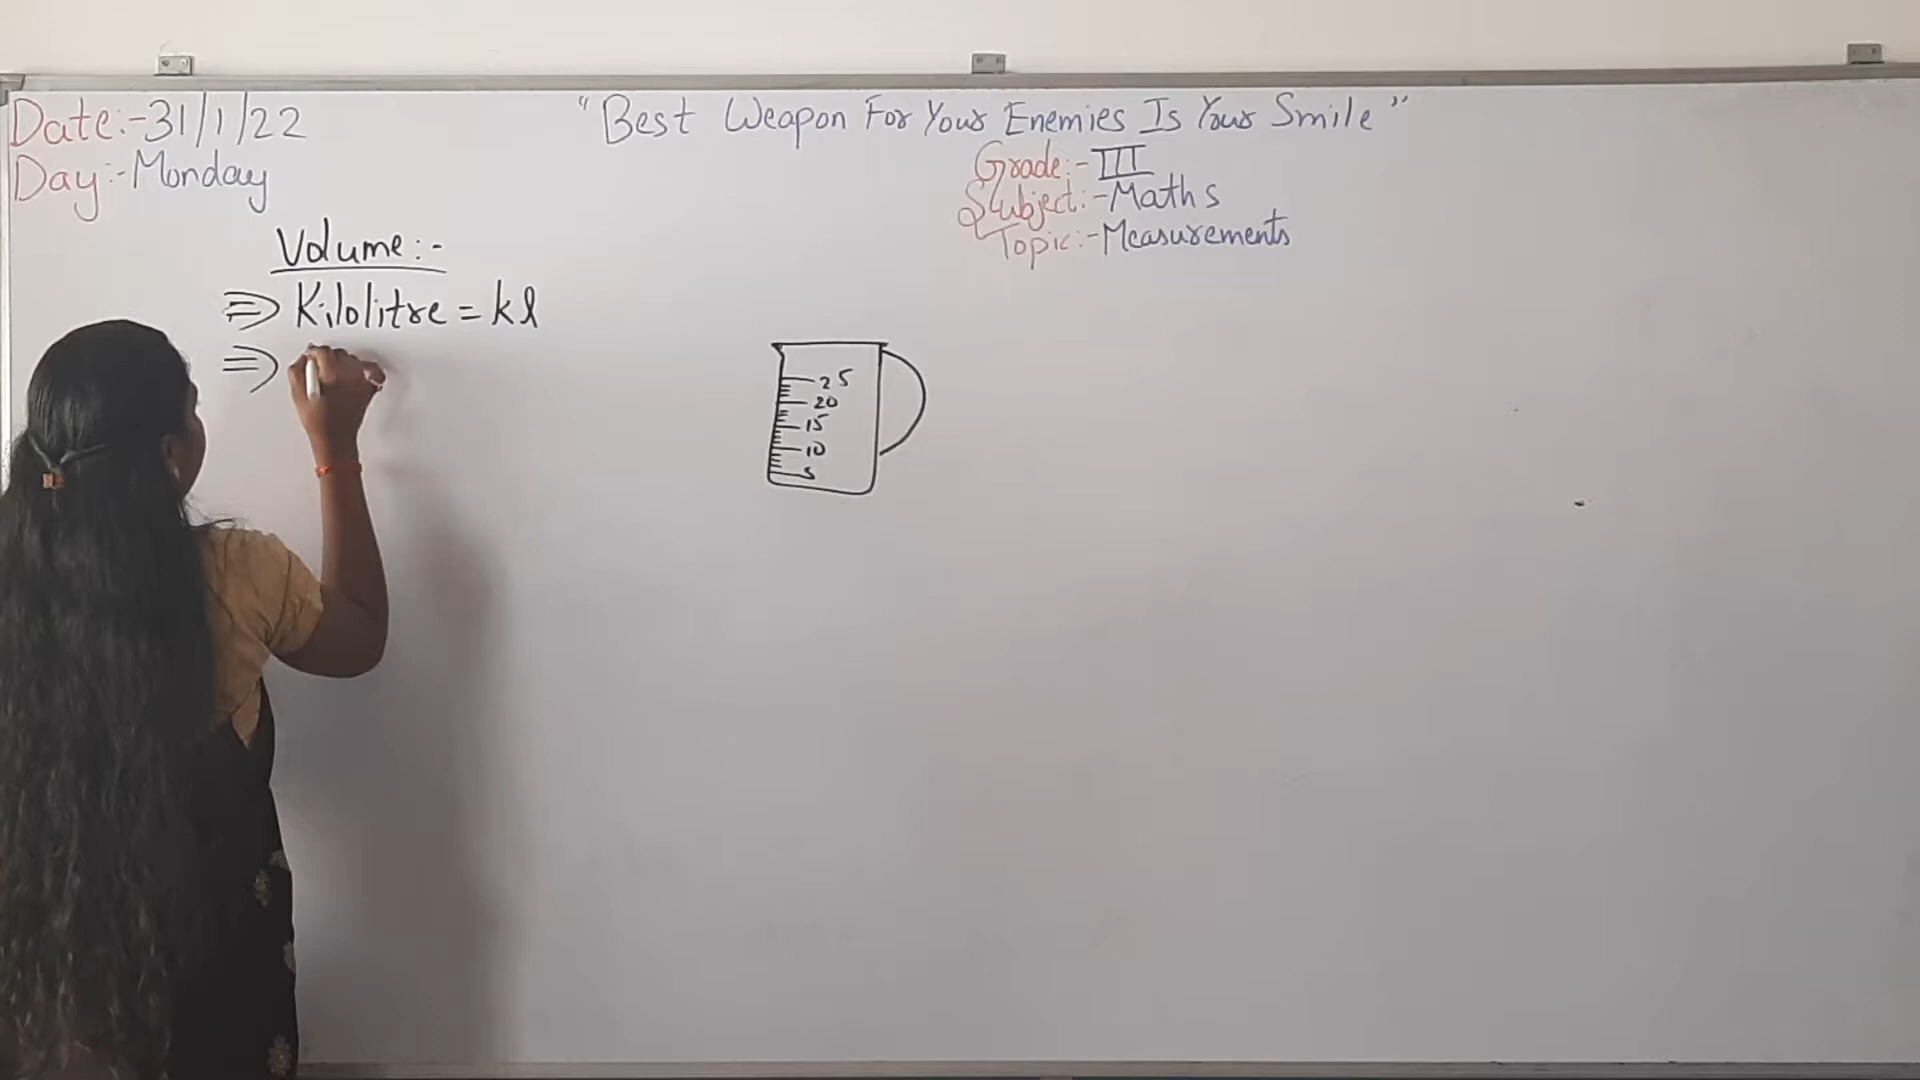 Date:-31/1/22
"Best Weapon For Your Enemies Is Your Smile"
Day:-Monday
Grade:-III
Subject:-Maths
Topic:-Measurements
Volume:-
⇒ Kilolitre = kl
⇒
25
20
15
10
5